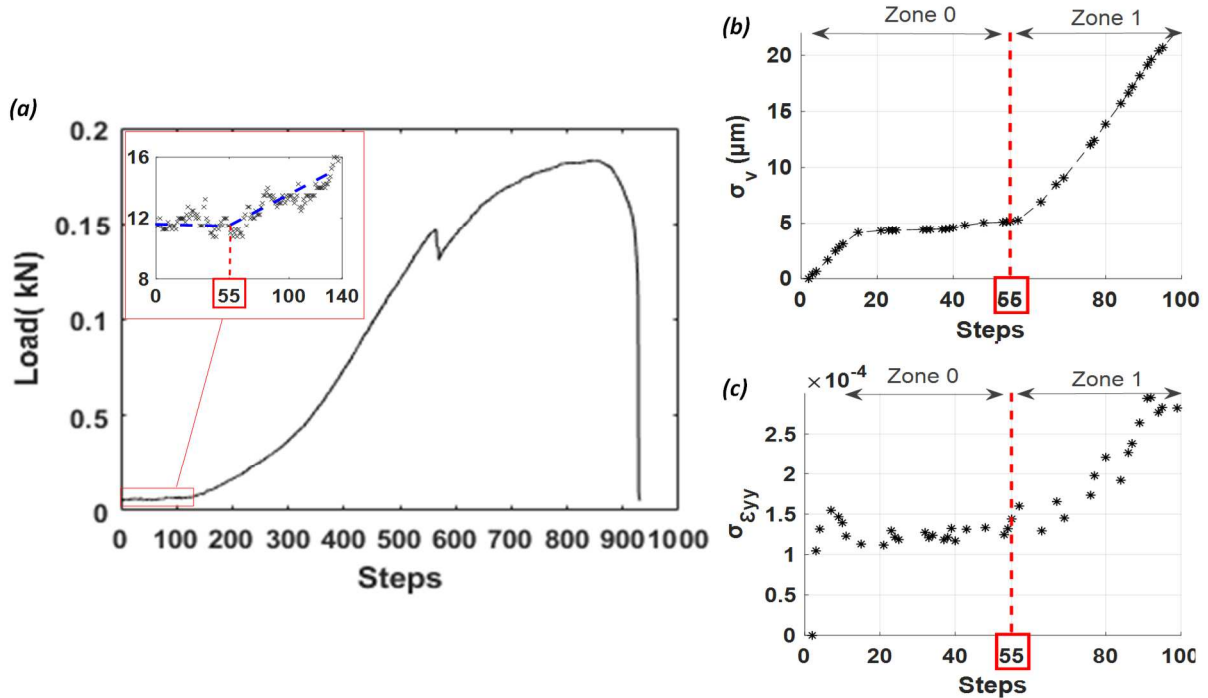 (a)
Load( kN)
0.2
0.15
0.1
0.5
0
0 100 200 300 400 500 600 700 800 9001000
Steps
16
12
8
0 55 100 140
(b)
Zone 0 Zone 1
σv (μm)
20
15
10
5
0
0 20 40 55 80 100
Steps
(c)
×10-4
Zone 0 Zone 1
σεyy
2.5
2
1.5
1
0.5
0
0 20 40 55 80 100
Steps